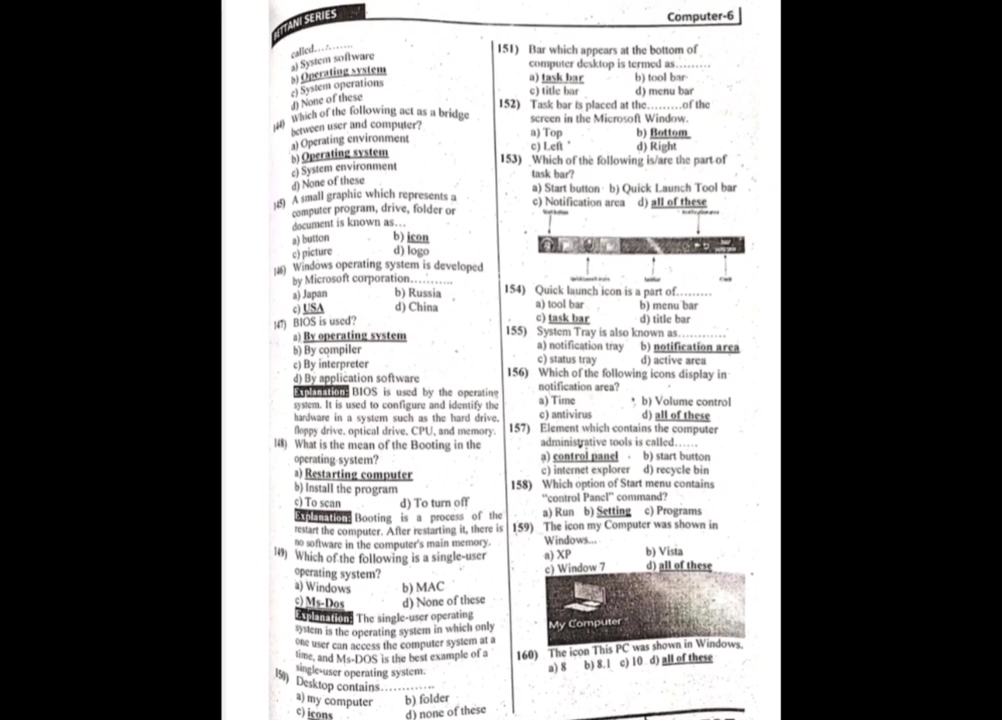 BETTANI SERIES
Computer-6
called...........
a) System software
b) Operating system
c) System operations
d) None of these
144) Which of the following act as a bridge
between user and computer?
a) Operating environment
b) Operating system
c) System environment
d) None of these
145) A small graphic which represents a
computer program, drive, folder or
document is known as...
a) button b) icon
c) picture d) logo
146) Windows operating system is developed
by Microsoft corporation...........
a) Japan b) Russia
c) USA d) China
147) BIOS is used?
a) By operating system
b) By compiler
c) By interpreter
d) By application software
Explanation: BIOS is used by the operating
system. It is used to configure and identify the
hardware in a system such as the hard drive,
floppy drive, optical drive, CPU, and memory.
148) What is the mean of the Booting in the
operating system?
a) Restarting computer
b) Install the program
c) To scan d) To turn off
Explanation: Booting is a process of the
restart the computer. After restarting it, there is
no software in the computer's main memory.
149) Which of the following is a single-user
operating system?
a) Windows b) MAC
c) Ms-Dos d) None of these
Explanation: The single-user operating
system is the operating system in which only
one user can access the computer system at a
time, and Ms-DOS is the best example of a
single-user operating system.
150) Desktop contains.............
a) my computer b) folder
c) icons d) none of these
151) Bar which appears at the bottom of
computer desktop is termed as.........
a) task bar b) tool bar
c) title bar d) menu bar
152) Task bar is placed at the.........of the
screen in the Microsoft Window.
a) Top b) Bottom
c) Left d) Right
153) Which of the following is/are the part of
task bar?
a) Start button b) Quick Launch Tool bar
c) Notification area d) all of these
154) Quick launch icon is a part of.........
a) tool bar b) menu bar
c) task bar d) title bar
155) System Tray is also known as............
a) notification tray b) notification area
c) status tray d) active area
156) Which of the following icons display in
notification area?
a) Time b) Volume control
c) antivirus d) all of these
157) Element which contains the computer
administrative tools is called......
a) control panel b) start button
c) internet explorer d) recycle bin
158) Which option of Start menu contains
"control Panel" command?
a) Run b) Setting c) Programs
159) The icon my Computer was shown in
Windows...
a) XP b) Vista
c) Window 7 d) all of these
My Computer
160) The icon This PC was shown in Windows.
a) 8 b) 8.1 c) 10 d) all of these